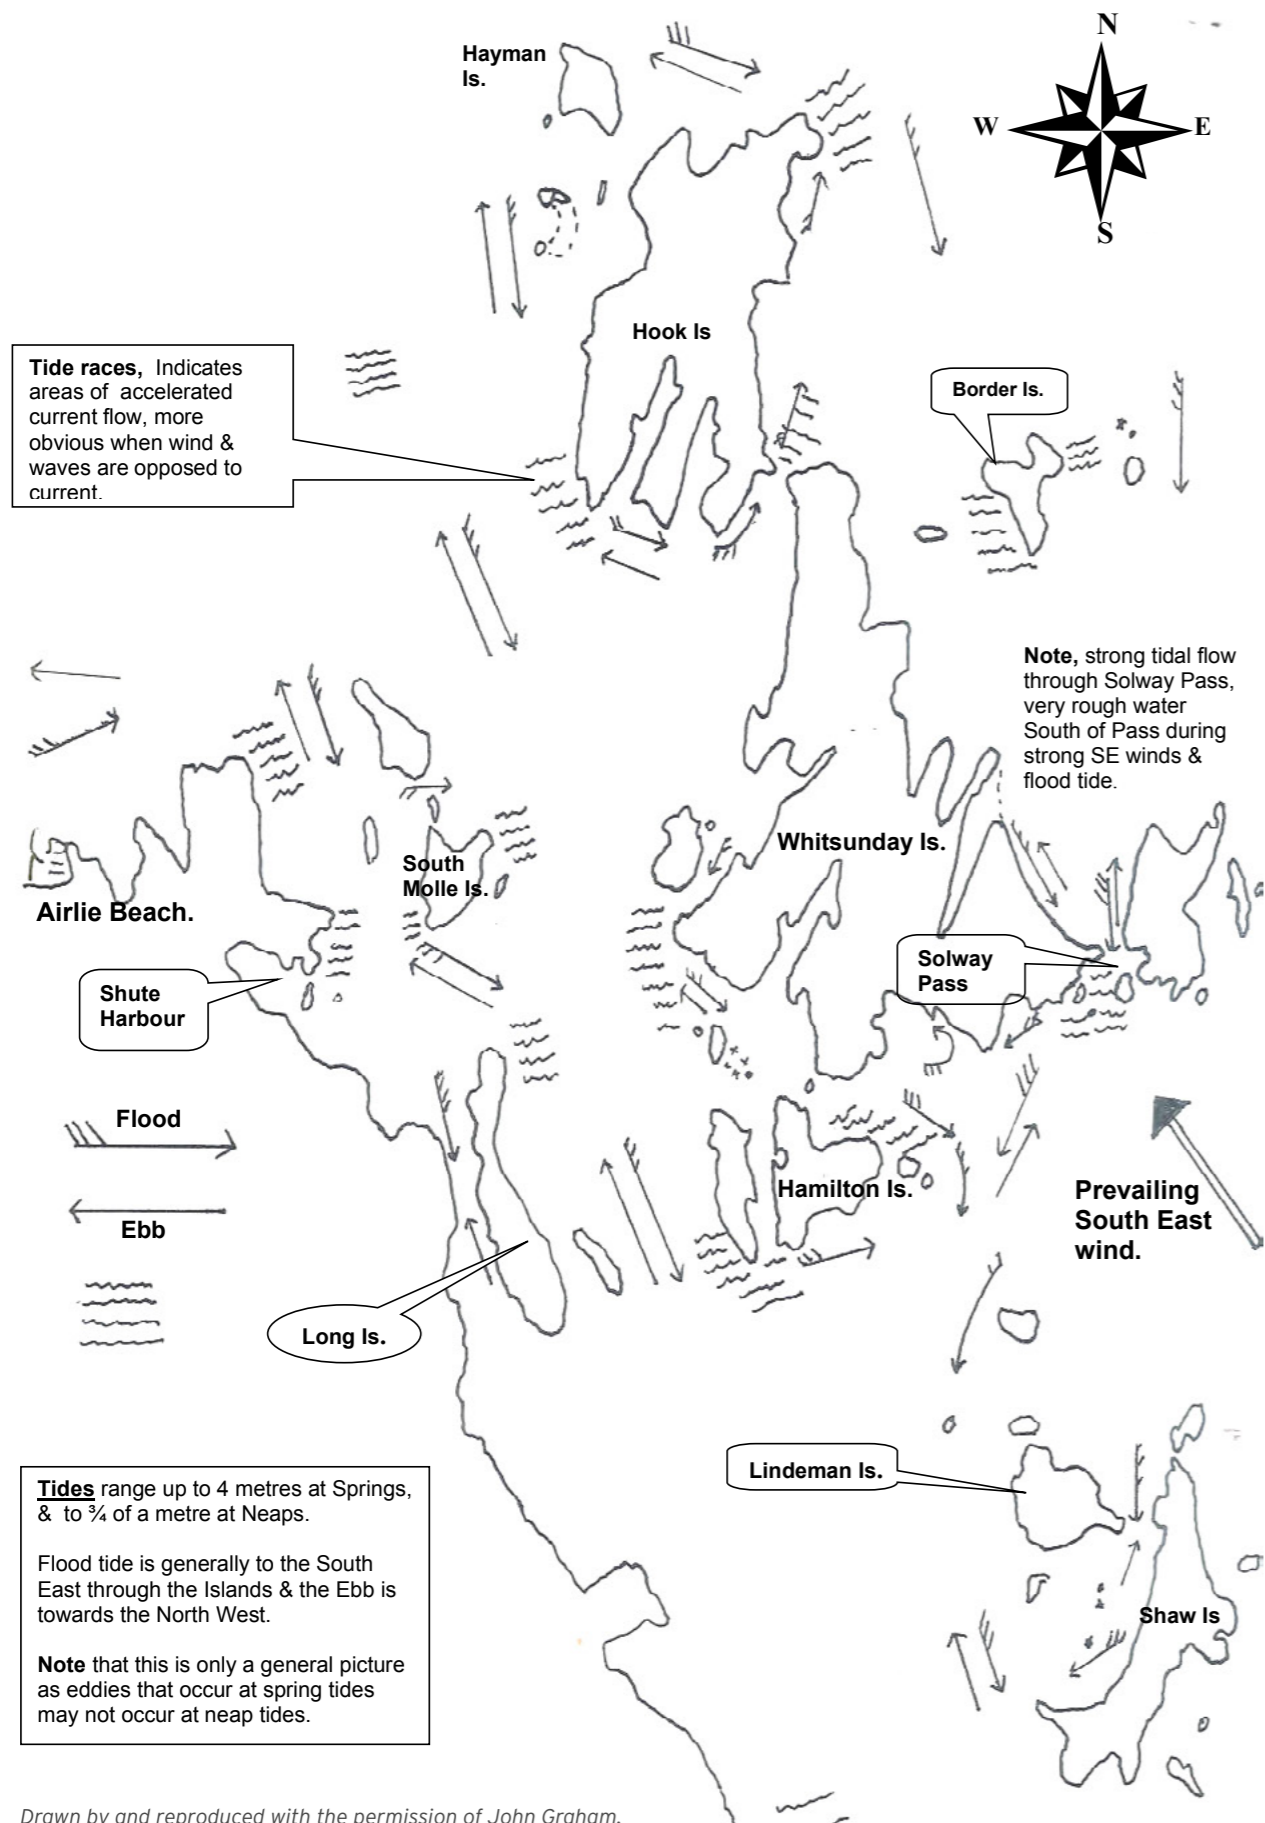 N
Hayman
Is.
W
E
S
Hook Is
Tide races, Indicates
areas of accelerated
current flow, more
obvious when wind &
waves are opposed to
current.
Border Is.
Note, strong tidal flow
through Solway Pass,
very rough water
South of Pass during
strong SE winds &
flood tide.
Whitsunday Is.
South
Molle Is.
Airlie Beach.
Solway
Pass
Shute
Harbour
Flood
Ebb
Hamilton Is.
Prevailing
South East
wind.
Long Is.
Lindeman Is.
Tides range up to 4 metres at Springs,
& to ¾ of a metre at Neaps.
Flood tide is generally to the South
East through the Islands & the Ebb is
towards the North West.
Note that this is only a general picture
as eddies that occur at spring tides
may not occur at neap tides.
Shaw Is
Drawn by and reproduced with the permission of John Graham.